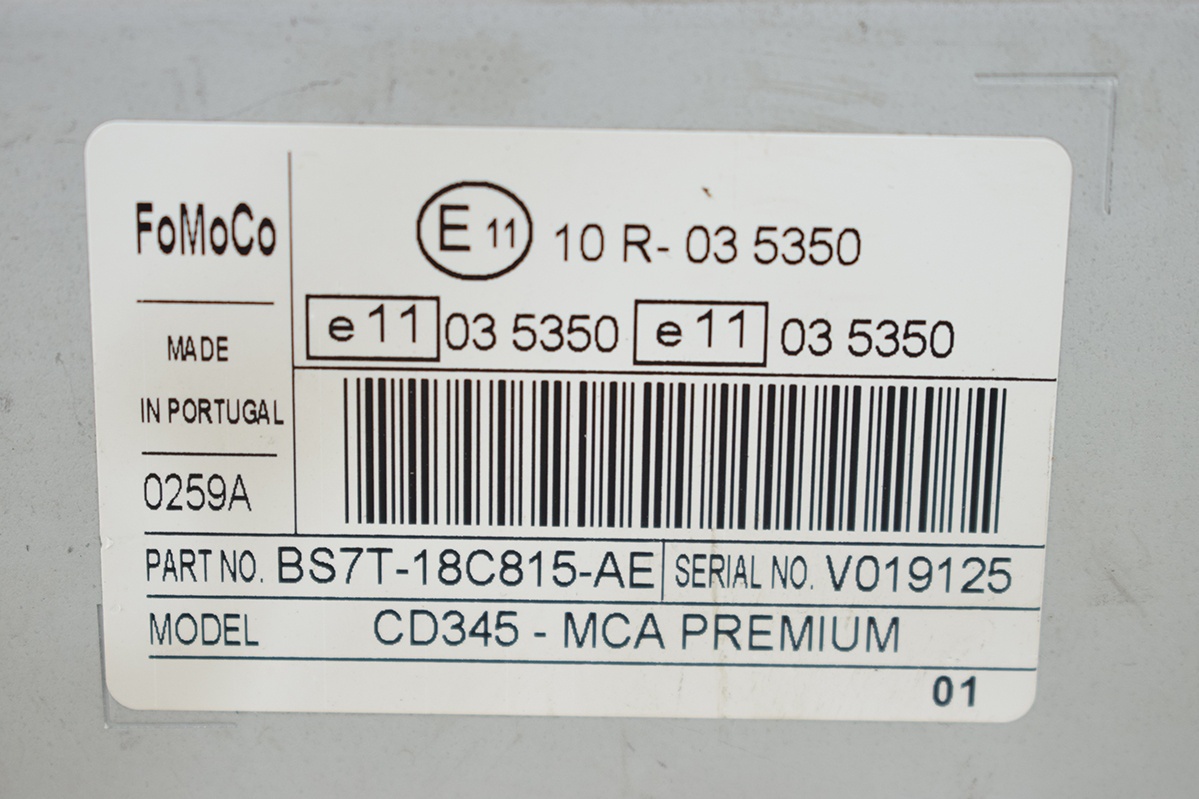 FoMoCo
MADE
IN PORTUGAL
0259A
E 11 10 R- 03 5350
e 11 03 5350 e 11 03 5350
PART NO. BS7T-18C815-AE SERIAL NO. V019125
MODEL CD345 - MCA PREMIUM
01